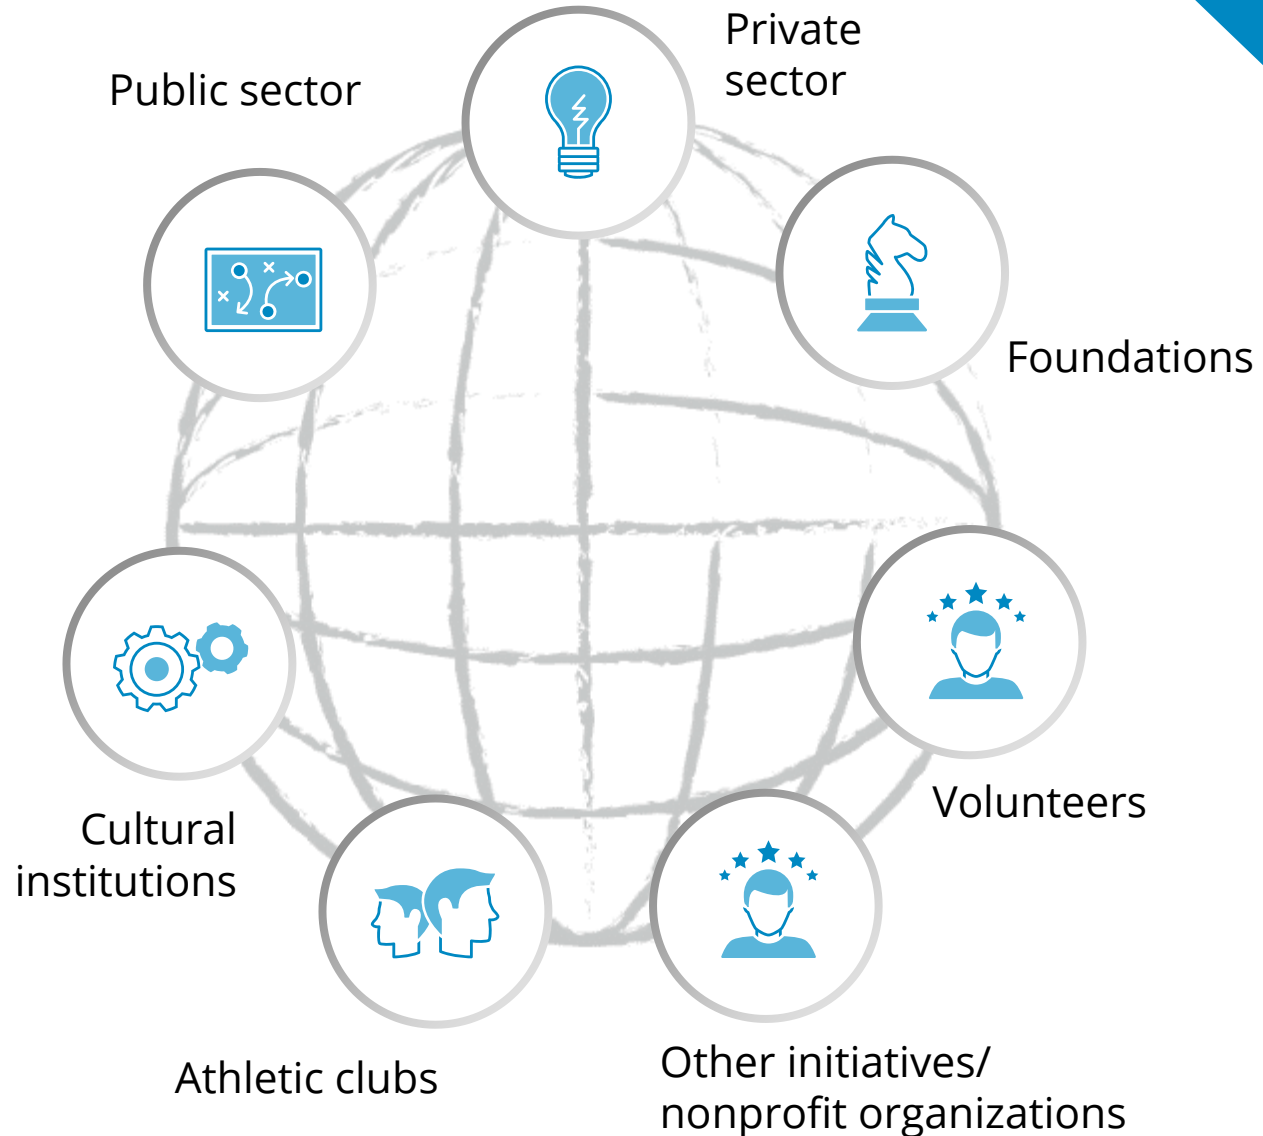 Private
sector
Public sector
Foundations
Volunteers
Cultural
institutions
Athletic clubs
Other initiatives/
nonprofit organizations